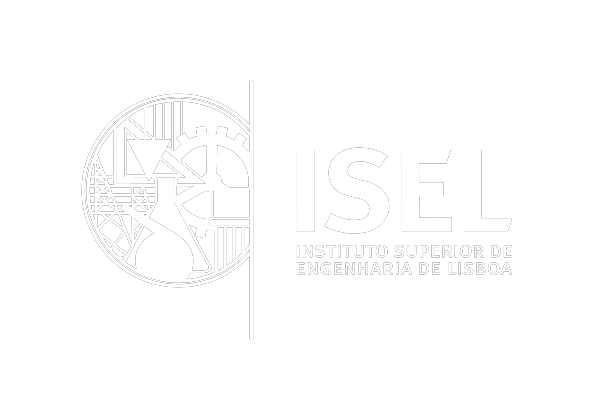 ISEL
INSTITUTO SUPERIOR DE
ENGENHARIA DE LISBOA